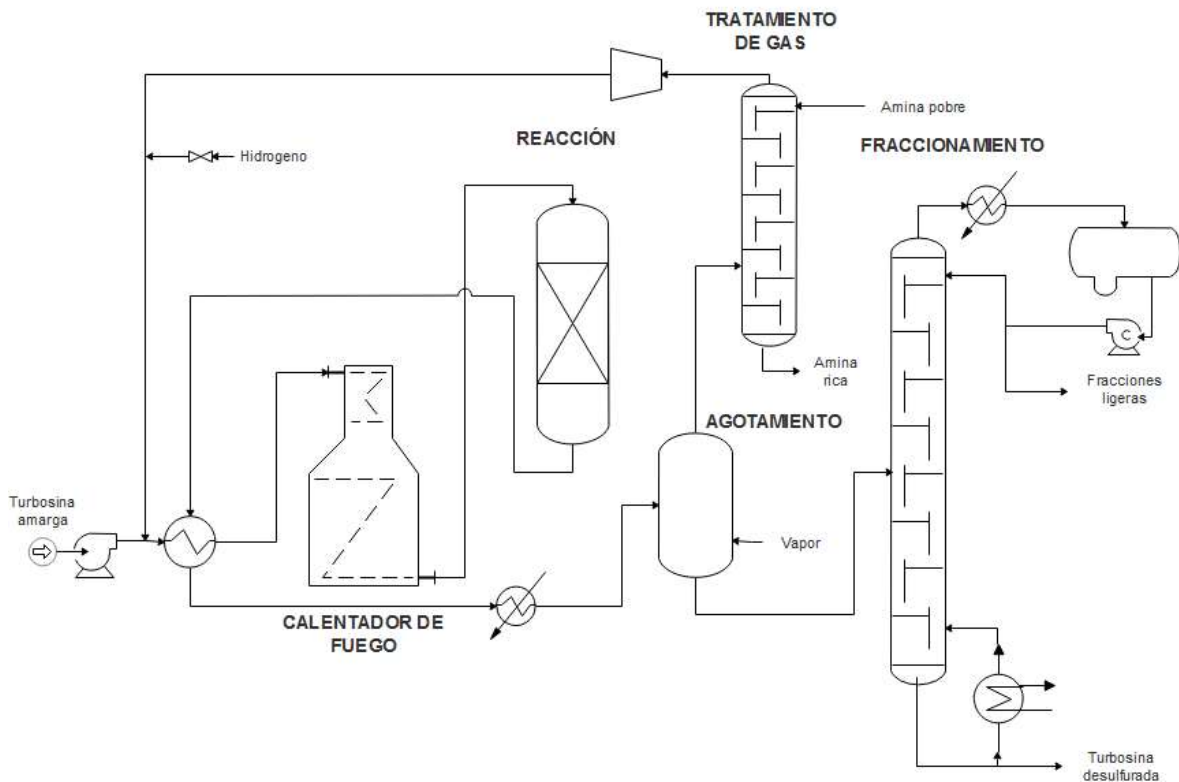 TRATAMIENTO
DE GAS
Amina pobre
REACCIÓN
FRACCIONAMIENTO
Hidrogeno
Amina
rica
Fracciones
ligeras
AGOTAMIENTO
Turbosina
amarga
Vapor
C
CALENTADOR DE
FUEGO
Turbosina
desulfurada